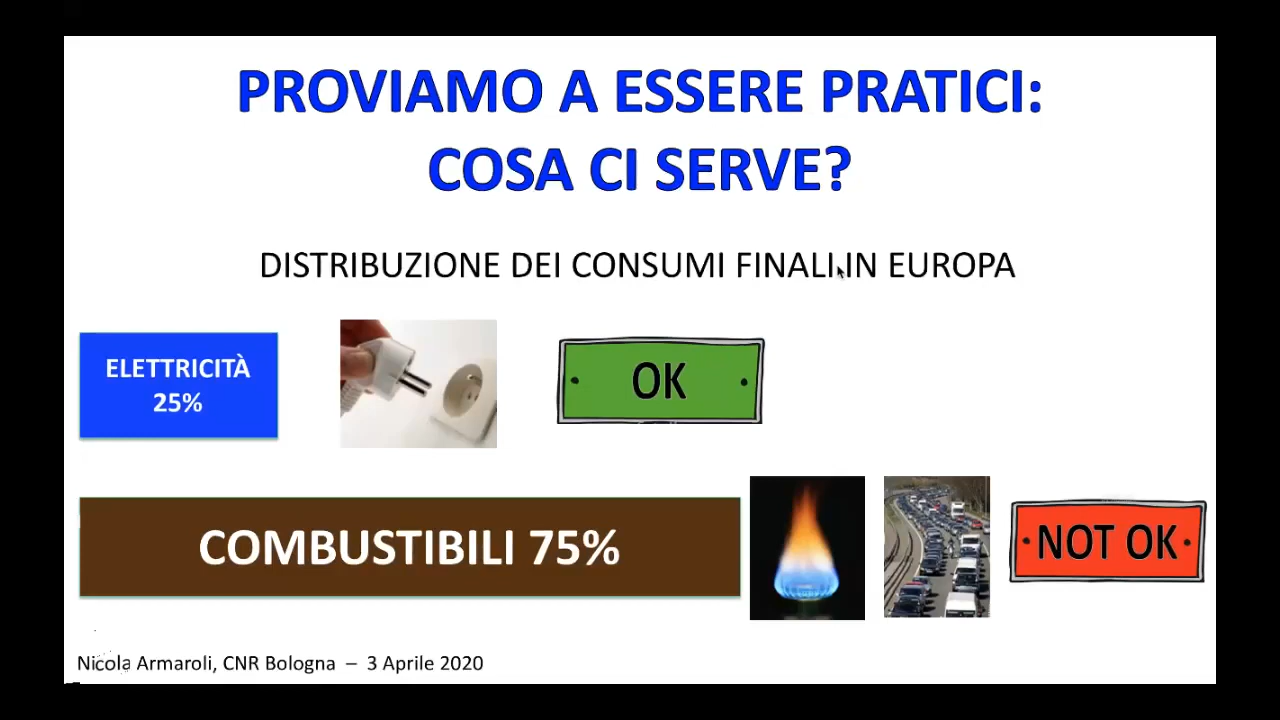 PROVIAMO A ESSERE PRATICI:
COSA CI SERVE?
DISTRIBUZIONE DEI CONSUMI FINALI IN EUROPA
ELETTRICITÀ
25%
OK
COMBUSTIBILI 75%
NOT OK
Nicola Armaroli, CNR Bologna – 3 Aprile 2020